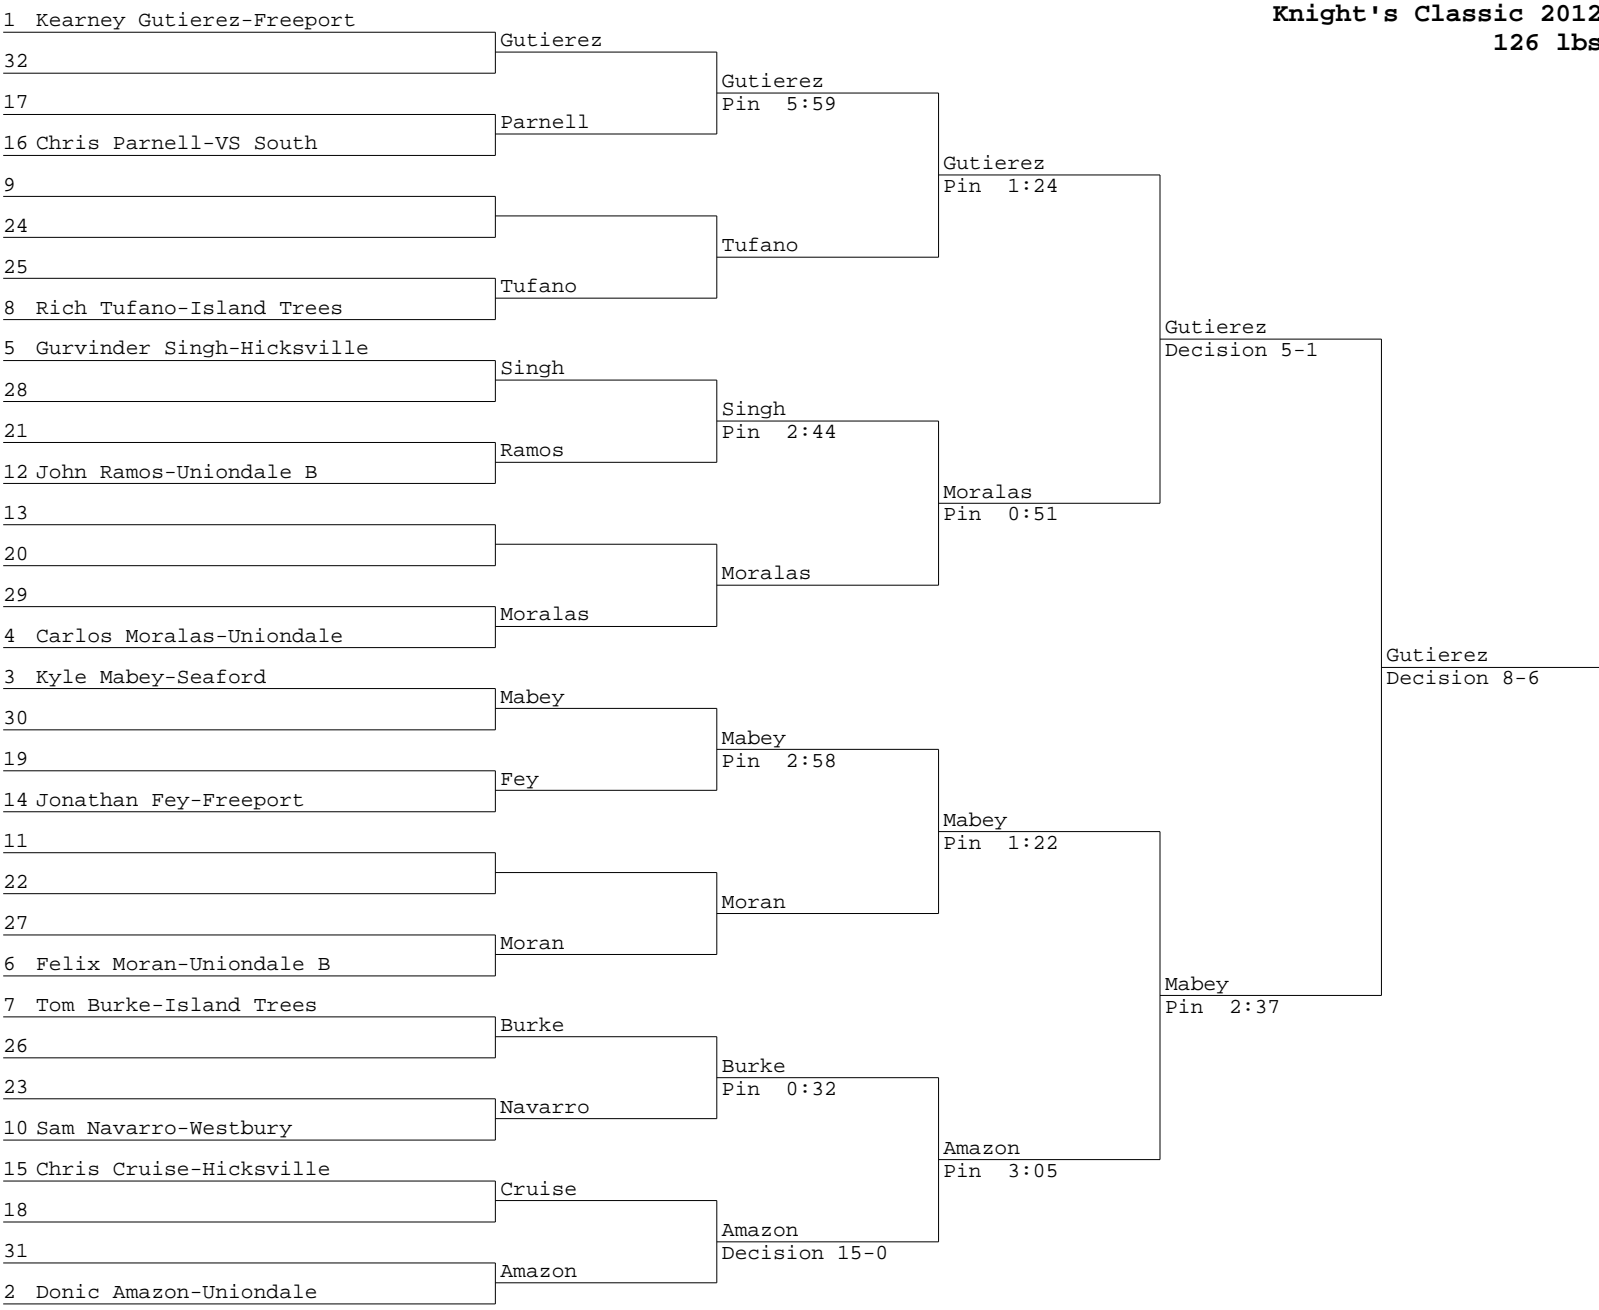 Knight's Classic 2012
126 lbs
1 Kearney Gutierez-Freeport
32
17
16 Chris Parnell-VS South
9
24
25
8 Rich Tufano-Island Trees
5 Gurvinder Singh-Hicksville
28
21
12 John Ramos-Uniondale B
13
20
29
4 Carlos Moralas-Uniondale
3 Kyle Mabey-Seaford
30
19
14 Jonathan Fey-Freeport
11
22
27
6 Felix Moran-Uniondale B
7 Tom Burke-Island Trees
26
23
10 Sam Navarro-Westbury
15 Chris Cruise-Hicksville
18
31
2 Donic Amazon-Uniondale
Gutierez
Parnell
Tufano
Singh
Ramos
Moralas
Mabey
Fey
Moran
Burke
Navarro
Cruise
Amazon
Gutierez
Pin 5:59
Tufano
Singh
Pin 2:44
Moralas
Mabey
Pin 2:58
Moran
Burke
Pin 0:32
Amazon
Decision 15-0
Gutierez
Pin 1:24
Moralas
Pin 0:51
Mabey
Pin 1:22
Amazon
Pin 3:05
Gutierez
Decision 5-1
Mabey
Pin 2:37
Gutierez
Decision 8-6